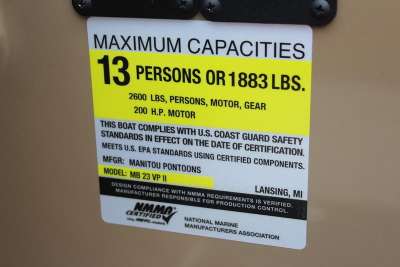 MAXIMUM CAPACITIES
13 PERSONS OR 1883 LBS.
2600 LBS, PERSONS, MOTOR, GEAR
200 H.P. MOTOR
THIS BOAT COMPLIES WITH U.S. COAST GUARD SAFETY
STANDARDS IN EFFECT ON THE DATE OF CERTIFICATION.
MEETS U.S. EPA STANDARDS USING CERTIFIED COMPONENTS.
MFGR: MANITOU PONTOONS
MODEL: MB 23 VP II
LANSING, MI
DESIGN COMPLIANCE WITH NMMA REQUIREMENTS IS VERIFIED.
MANUFACTURER RESPONSIBLE FOR PRODUCTION CONTROL.
NMMA
CERTIFIED
NATIONAL MARINE
MANUFACTURERS ASSOCIATION